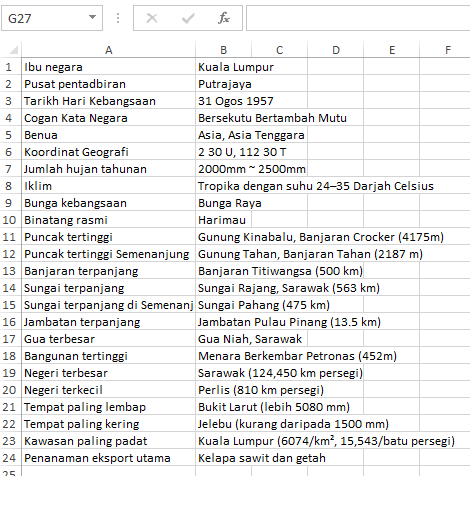 G27
fx
A B C D E F
1 Ibu negara Kuala Lumpur
2 Pusat pentadbiran Putrajaya
3 Tarikh Hari Kebangsaan 31 Ogos 1957
4 Cogan Kata Negara Bersekutu Bertambah Mutu
5 Benua Asia, Asia Tenggara
6 Koordinat Geografi 2 30 U, 112 30 T
7 Jumlah hujan tahunan 2000mm ~ 2500mm
8 Iklim Tropika dengan suhu 24–35 Darjah Celsius
9 Bunga kebangsaan Bunga Raya
10 Binatang rasmi Harimau
11 Puncak tertinggi Gunung Kinabalu, Banjaran Crocker (4175m)
12 Puncak tertinggi Semenanjung Gunung Tahan, Banjaran Tahan (2187 m)
13 Banjaran terpanjang Banjaran Titiwangsa (500 km)
14 Sungai terpanjang Sungai Rajang, Sarawak (563 km)
15 Sungai terpanjang di Semenanj Sungai Pahang (475 km)
16 Jambatan terpanjang Jambatan Pulau Pinang (13.5 km)
17 Gua terbesar Gua Niah, Sarawak
18 Bangunan tertinggi Menara Berkembar Petronas (452m)
19 Negeri terbesar Sarawak (124,450 km persegi)
20 Negeri terkecil Perlis (810 km persegi)
21 Tempat paling lembap Bukit Larut (lebih 5080 mm)
22 Tempat paling kering Jelebu (kurang daripada 1500 mm)
23 Kawasan paling padat Kuala Lumpur (6074/km², 15,543/batu persegi)
24 Penanaman eksport utama Kelapa sawit dan getah
25